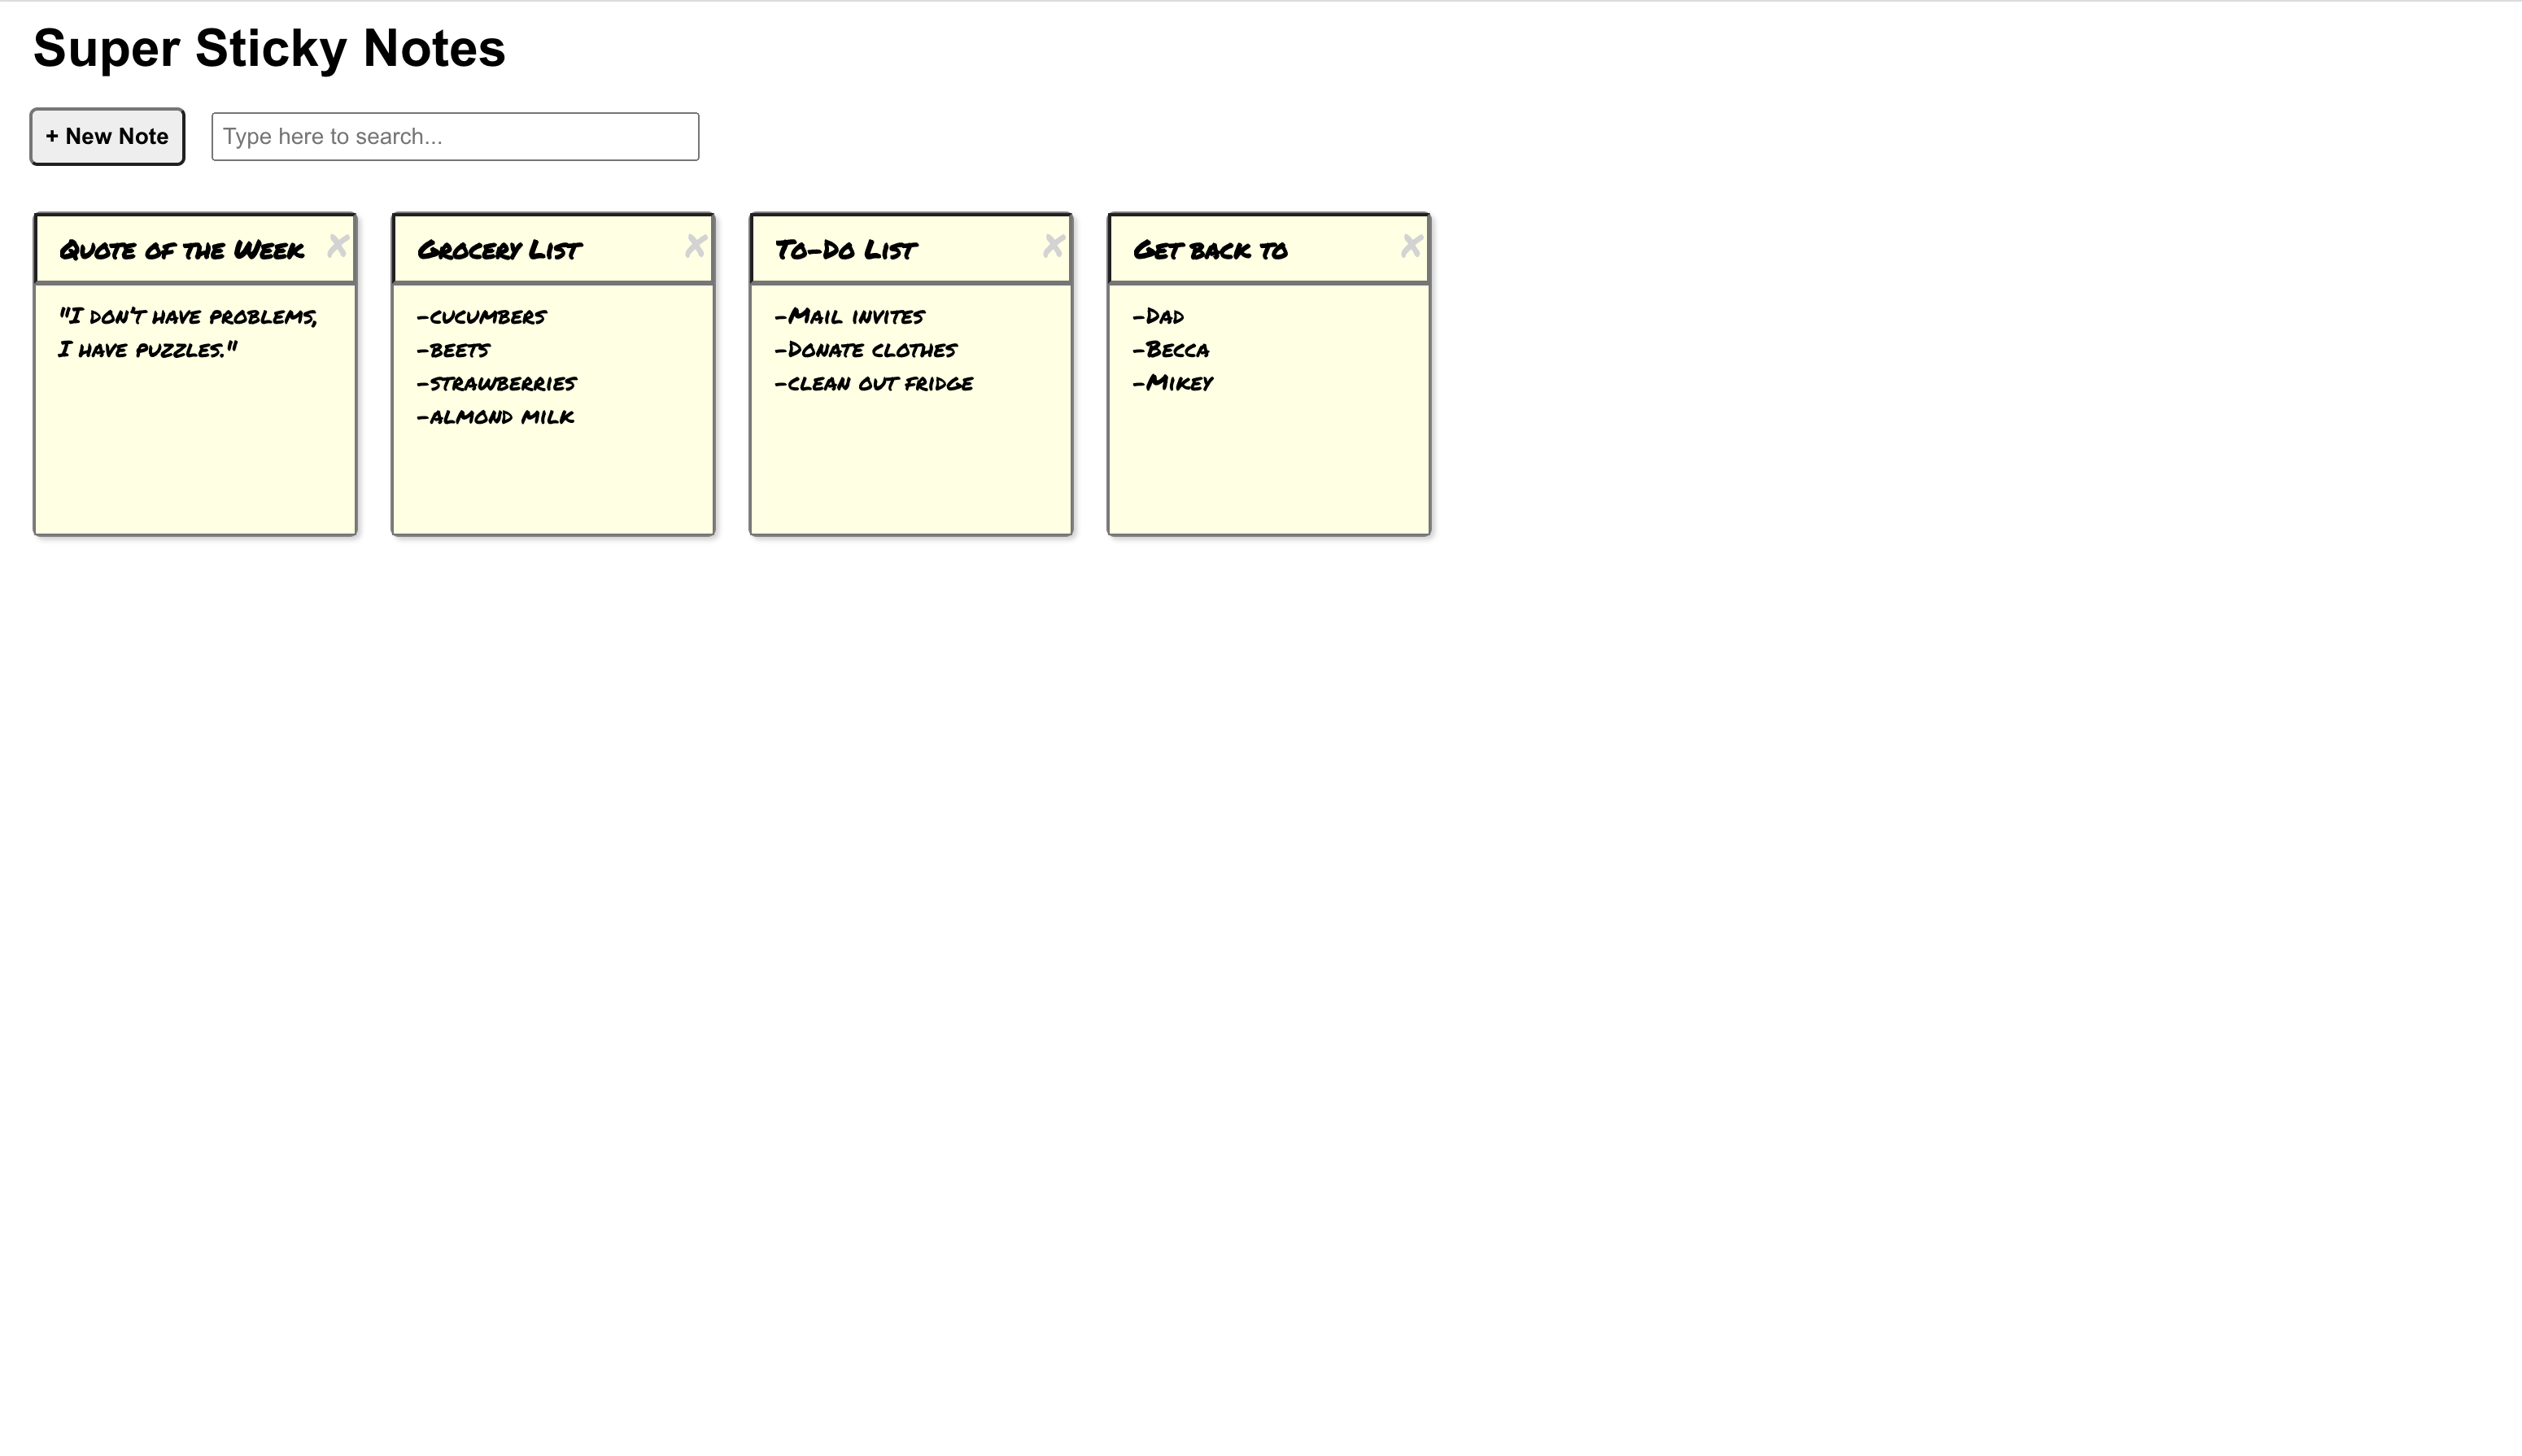 Super Sticky Notes
+ New Note
Type here to search...
Quote of the Week
"I don't have problems,
I have puzzles."
Grocery List
-cucumbers
-beets
-strawberries
-almond milk
To-Do List
-Mail invites
-Donate clothes
-clean out fridge
Get back to
-Dad
-Becca
-Mikey